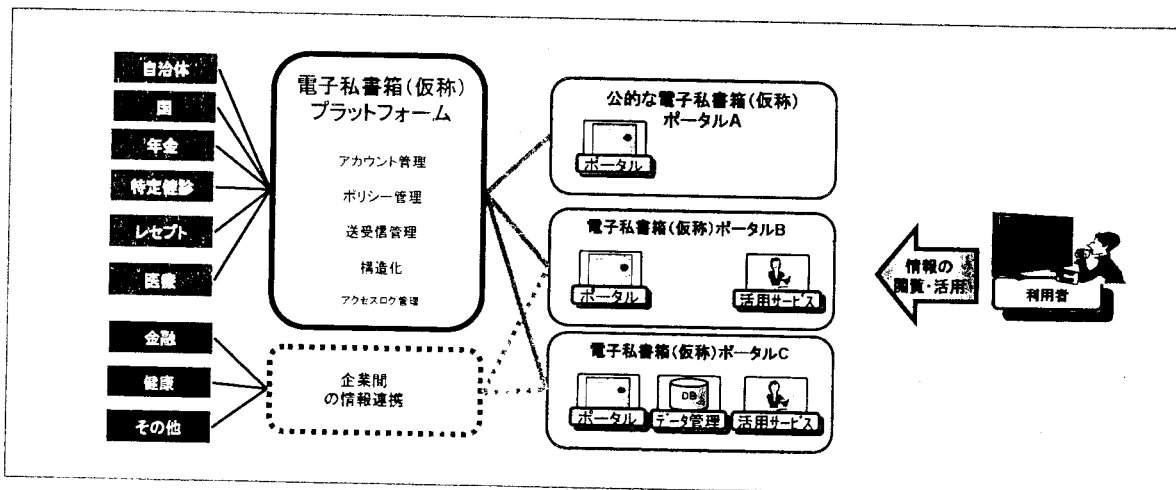 自治体
国
年金
特定健診
レセプト
医療
金融
健康
その他
電子私書箱(仮称)
プラットフォーム
アカウント管理
ポリシー管理
送受信管理
構造化
アクセスログ管理
企業間
の情報連携
公的な電子私書箱(仮称)
ポータルA
ポータル
電子私書箱(仮称)ポータルB
ポータル
活用サービス
電子私書箱(仮称)ポータルC
ポータル
DB
データ管理
活用サービス
情報の
閲覧・活用
利用者